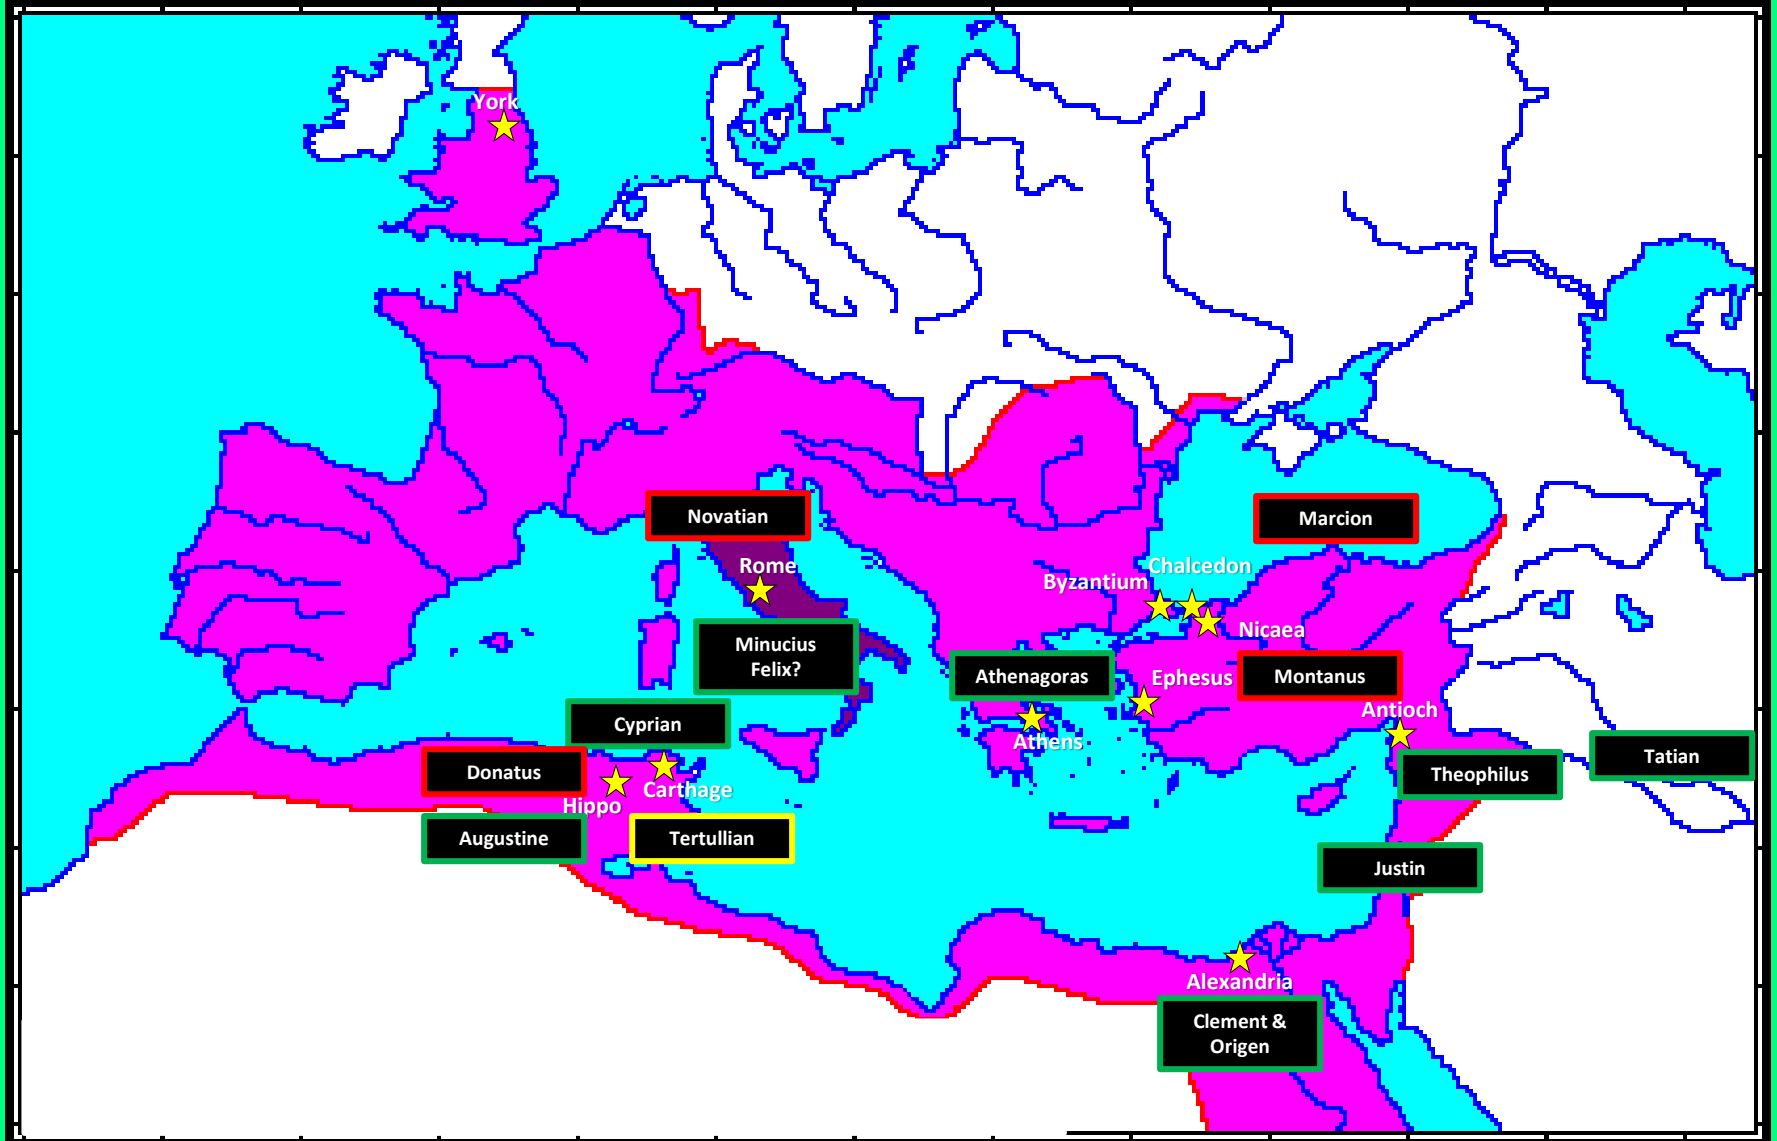 York
Novatian
Marcion
Rome
Chalcedon
Byzantium
Nicaea
Minucius
Felix?
Athenagoras
Ephesus
Montanus
Antioch
Cyprian
Athens
Tatian
Donatus
Theophilus
Hippo
Carthage
Augustine
Tertullian
Justin
Alexandria
Clement &
Origen